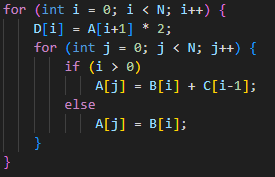 for (int i = 0; i < N; i++) {
    D[i] = A[i+1] * 2;
    for (int j = 0; j < N; j++) {
        if (i > 0)
            A[j] = B[i] + C[i-1];
        else
            A[j] = B[i];
    }
}